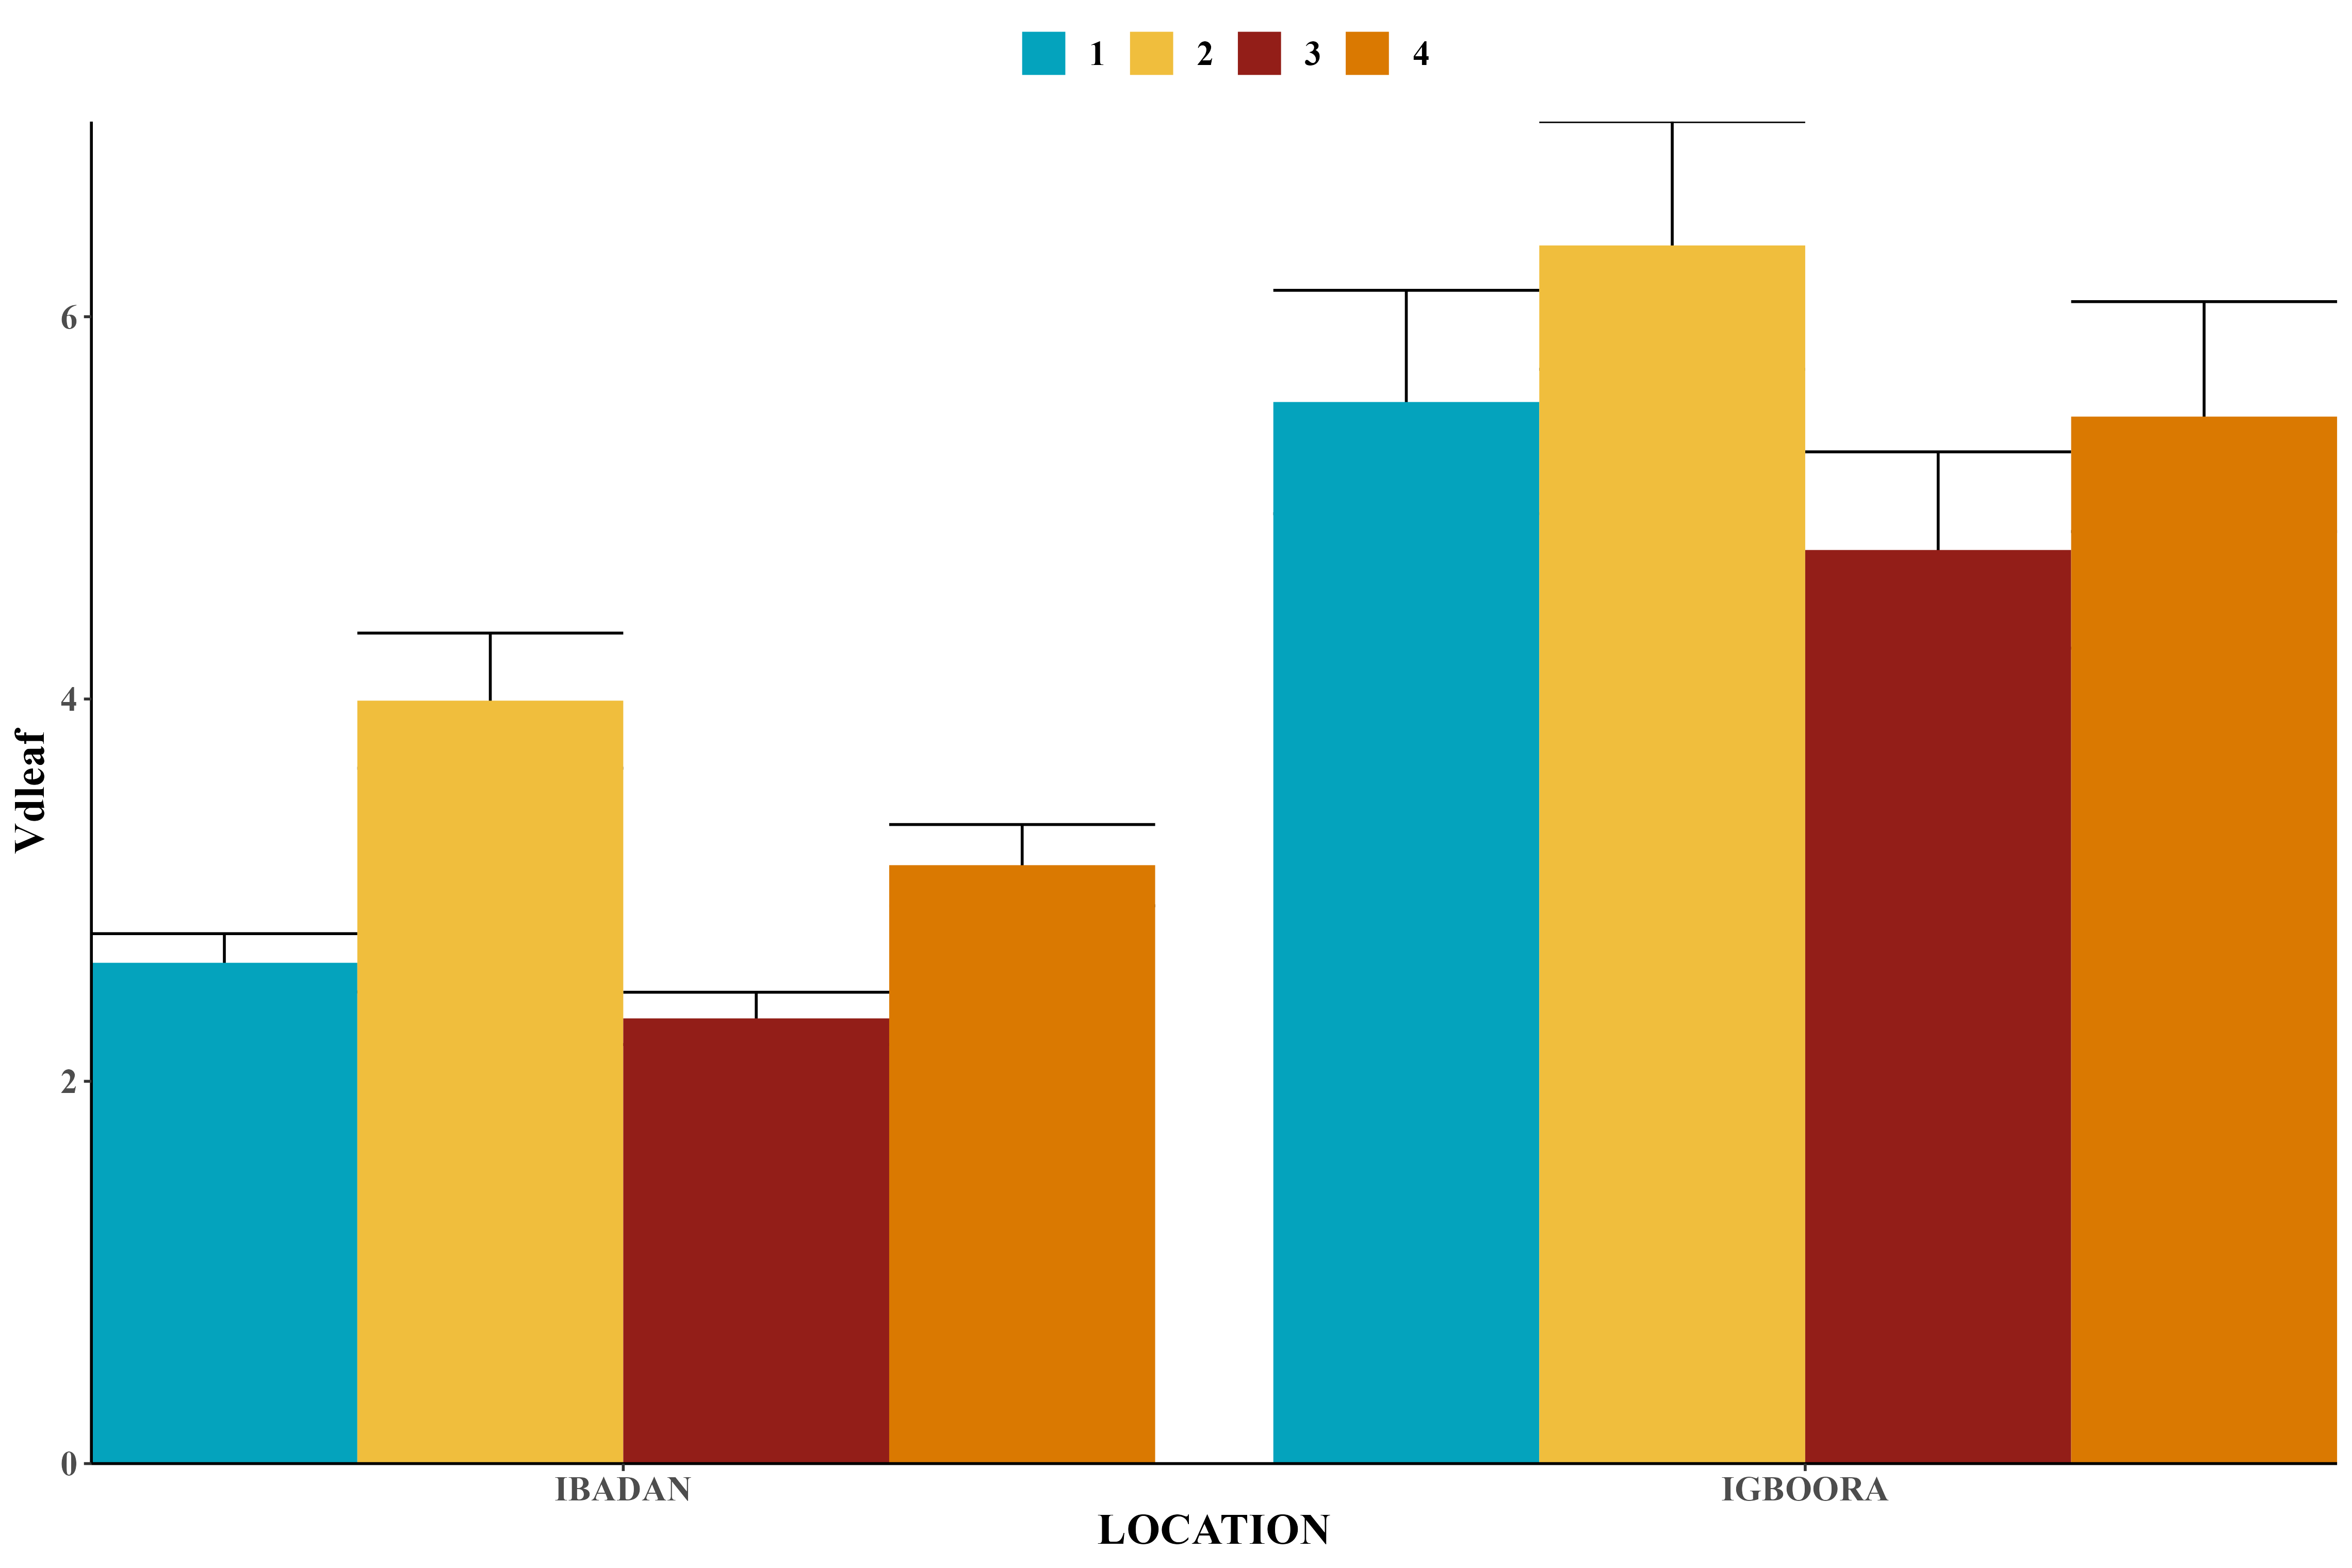 1 2 3 4
6
4
2
0
Vdleaf
IBADAN IGBOORA
LOCATION